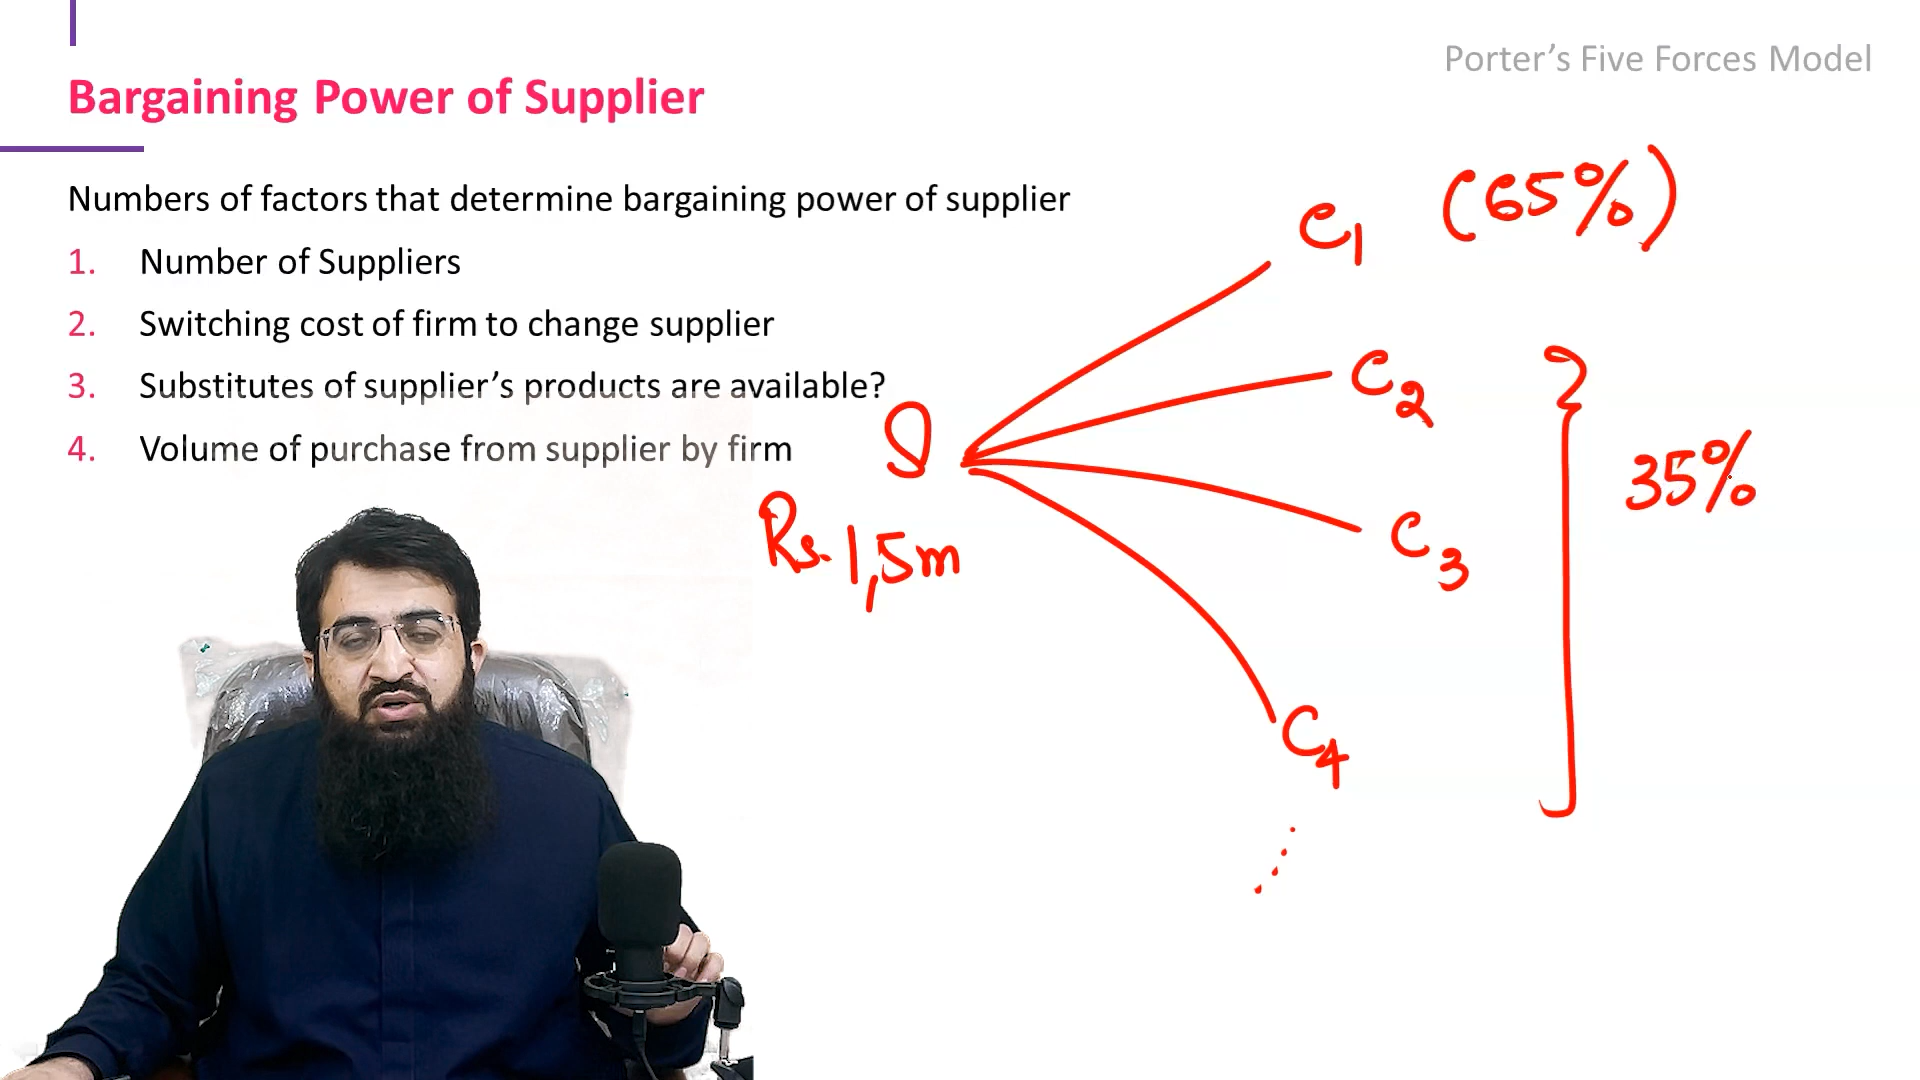 Porter’s Five Forces Model
Bargaining Power of Supplier
Numbers of factors that determine bargaining power of supplier
1. Number of Suppliers
2. Switching cost of firm to change supplier
3. Substitutes of supplier’s products are available?
4. Volume of purchase from supplier by firm
S
Rs. 1,5m
C1 (65%)
C2
C3
C4
35%